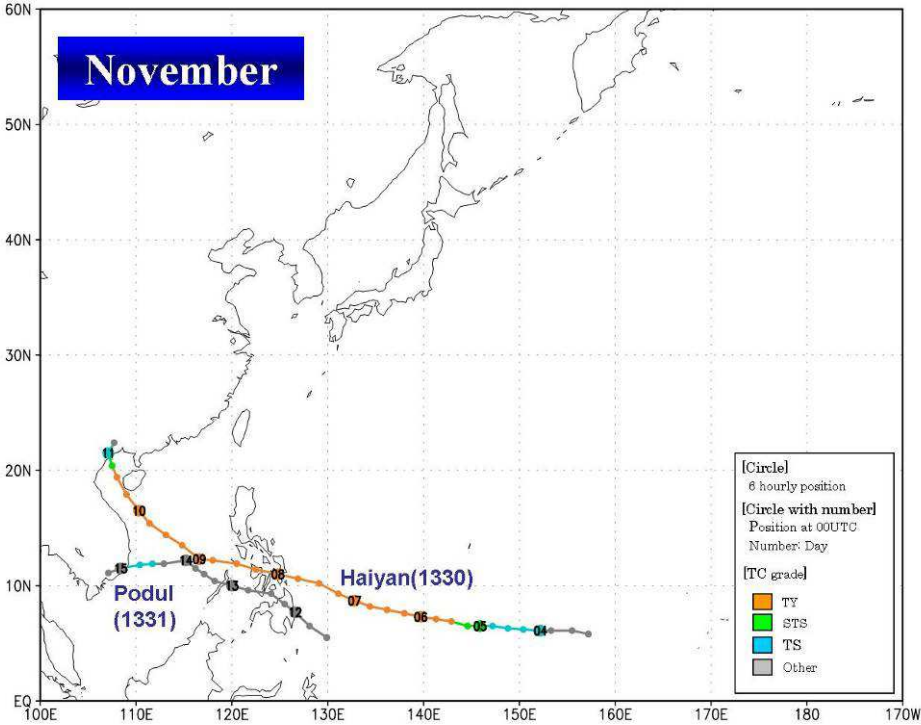 60N
November
50N
40N
30N
20N
10N
EQ
11
10
09
08
07
06
05
04
15
14
13
12
Haiyan(1330)
Podul
(1331)
[Circle]
6 hourly position
[Circle with number]
Position at 00UTC
Number: Day
[TC grade]
TY
STS
TS
Other
100E 110E 120E 130E 140E 150E 160E 170E 180 170W